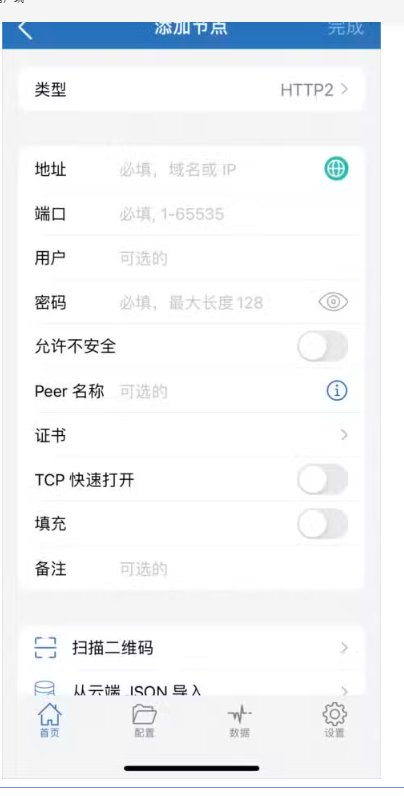 添加节点 完成
类型 HTTP2
地址 必填，域名或 IP
端口 必填, 1-65535
用户 可选的
密码 必填，最大长度128
允许不安全
Peer 名称 可选的
证书
TCP 快速打开
填充
备注 可选的
扫描二维码
从云端 JSON 导入
首页 配置 数据 设置